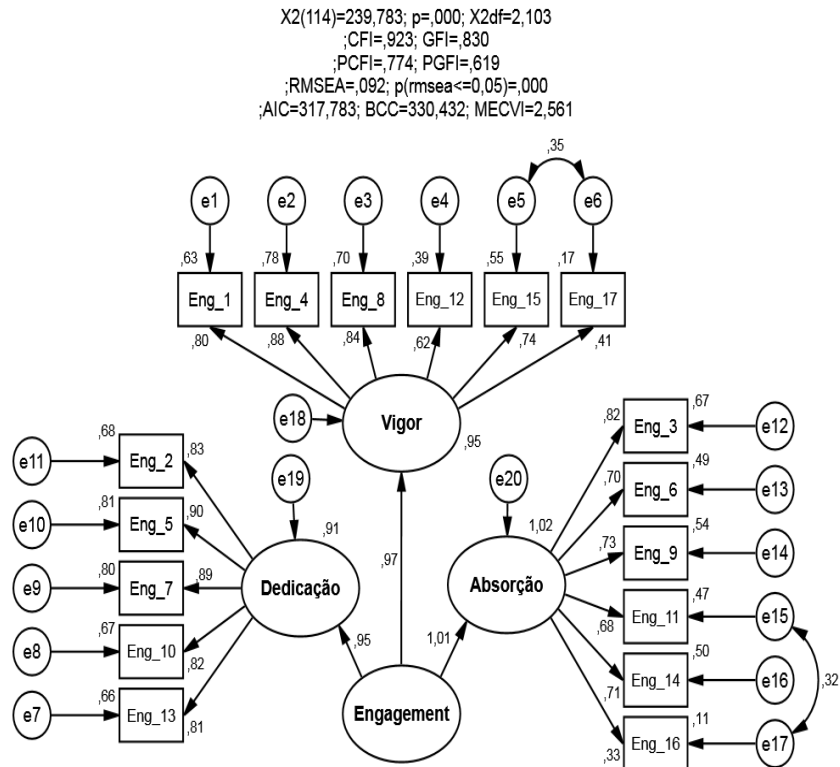 X2(114)=239,783; p=,000; X2df=2,103
;CFI=,923; GFI=,830
;PCFI=,774; PGFI=,619
;RMSEA=,092; p(rmsea<=0,05)=,000
;AIC=317,783; BCC=330,432; MECVI=2,561
,35
e1 e2 e3 e4 e5 e6
,63 ,78 ,70 ,39 ,55 ,17
Eng_1 Eng_4 Eng_8 Eng_12 Eng_15 Eng_17
,80 ,88 ,84 ,62 ,74 ,41
e18 Vigor ,95
e11 ,68 Eng_2 ,83
e10 ,81 Eng_5 ,90
e9 ,80 Eng_7 ,89
e8 ,67 Eng_10 ,82
e7 ,66 Eng_13 ,81
e19 ,91
Dedicação
,95 ,97 1,01
Engagement
e20 1,02
Absorção
,82 Eng_3 ,67 e12
,70 Eng_6 ,49 e13
,73 Eng_9 ,54 e14
,68 Eng_11 ,47 e15
,71 Eng_14 ,50 e16
,33 Eng_16 ,11 e17
,32